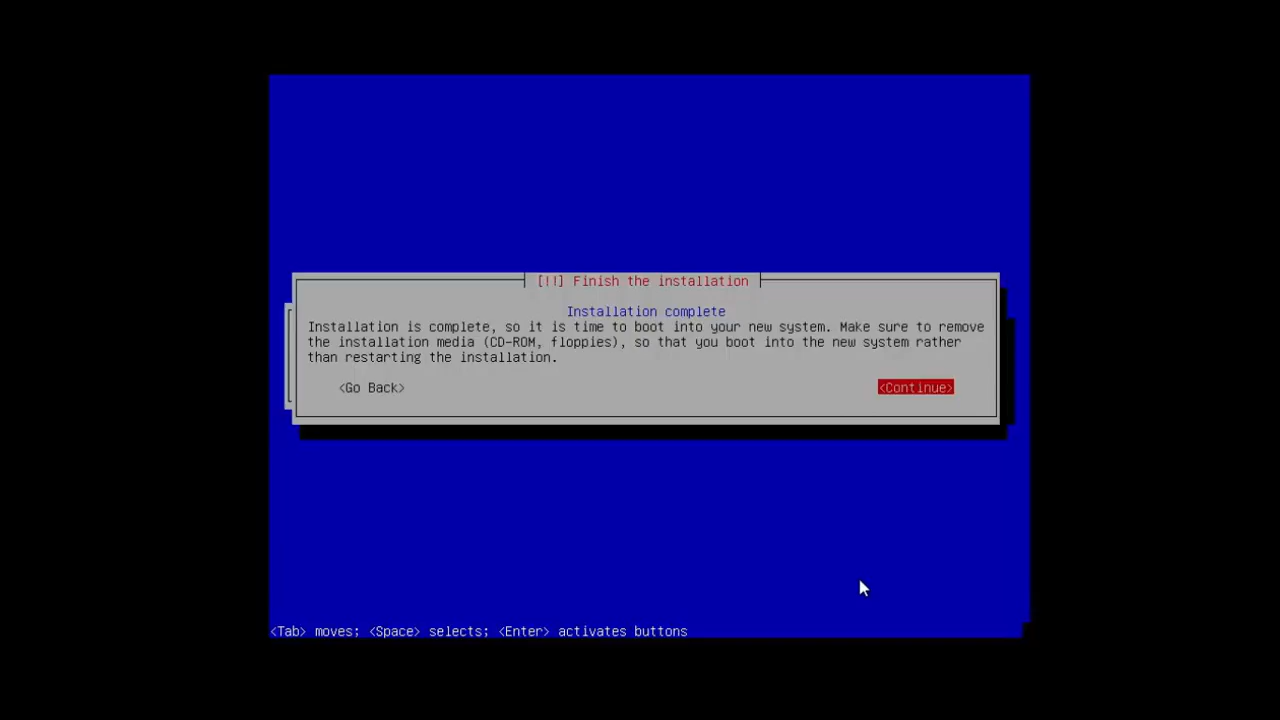 [!!] Finish the installation
Installation complete
Installation is complete, so it is time to boot into your new system. Make sure to remove
the installation media (CD-ROM, floppies), so that you boot into the new system rather
than restarting the installation.
<Go Back> <Continue>
<Tab> moves; <Space> selects; <Enter> activates buttons